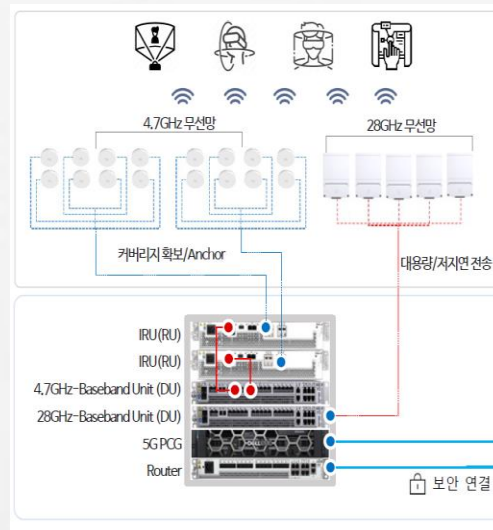 4.7GHz 무선망
28GHz 무선망
커버리지 확보/Anchor
대용량/저지연 전송
IRU(RU)
IRU(RU)
4.7GHz-Baseband Unit (DU)
28GHz-Baseband Unit (DU)
5G PCG
Router
보안 연결